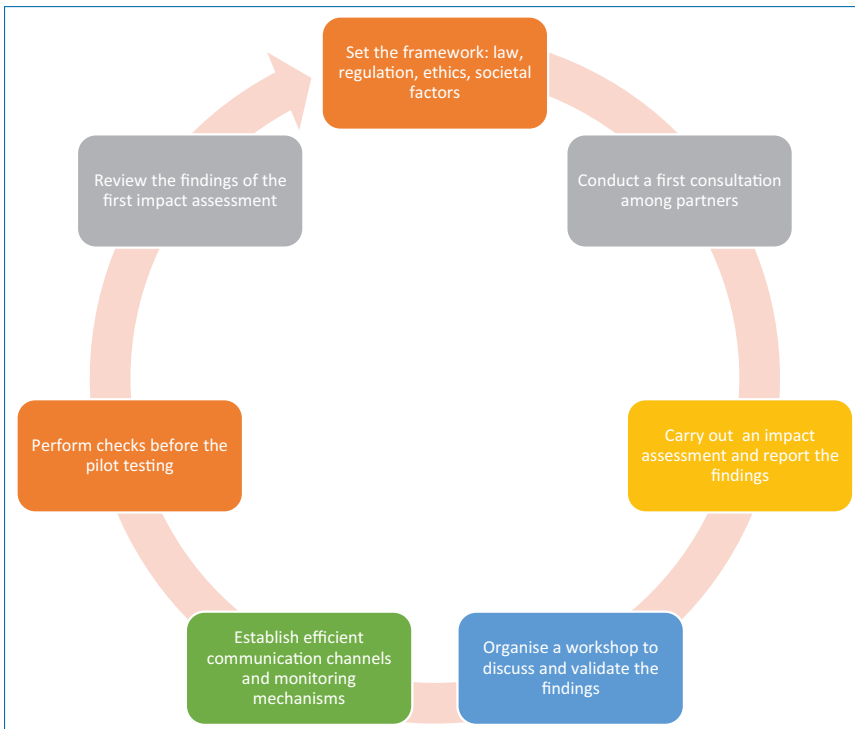 Set the framework: law,
regulation, ethics, societal
factors
Conduct a first consultation
among partners
Carry out  an impact
assessment and report the
findings
Organise a workshop to
discuss and validate the
findings
Establish efficient
communication channels
and monitoring
mechanisms
Perform checks before the
pilot testing
Review the findings of the
first impact assessment